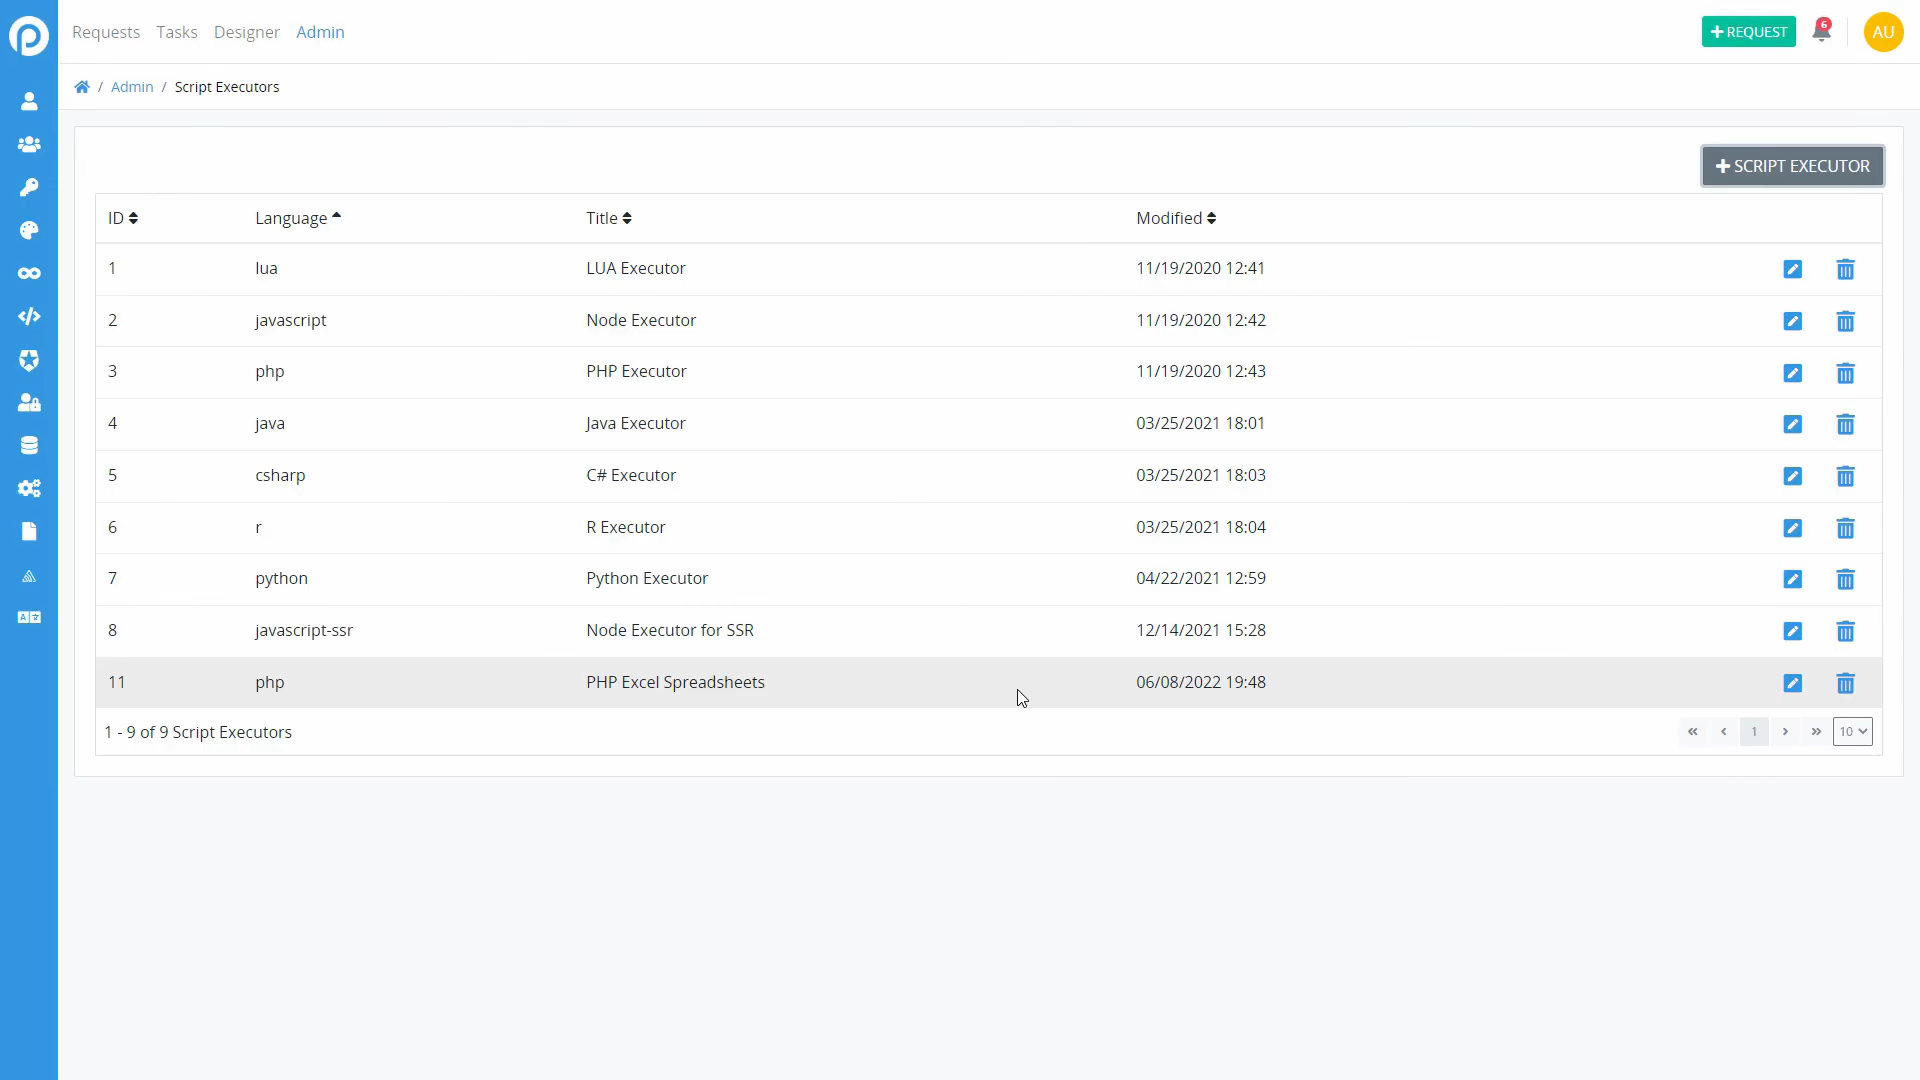 Requests Tasks Designer Admin
REQUEST
6
AU
/ Admin / Script Executors
SCRIPT EXECUTOR
ID Language Title Modified
1 lua LUA Executor 11/19/2020 12:41
2 javascript Node Executor 11/19/2020 12:42
3 php PHP Executor 11/19/2020 12:43
4 java Java Executor 03/25/2021 18:01
5 csharp C# Executor 03/25/2021 18:03
6 r R Executor 03/25/2021 18:04
7 python Python Executor 04/22/2021 12:59
8 javascript-ssr Node Executor for SSR 12/14/2021 15:28
11 php PHP Excel Spreadsheets 06/08/2022 19:48
1 - 9 of 9 Script Executors
« ‹ 1 › » 10